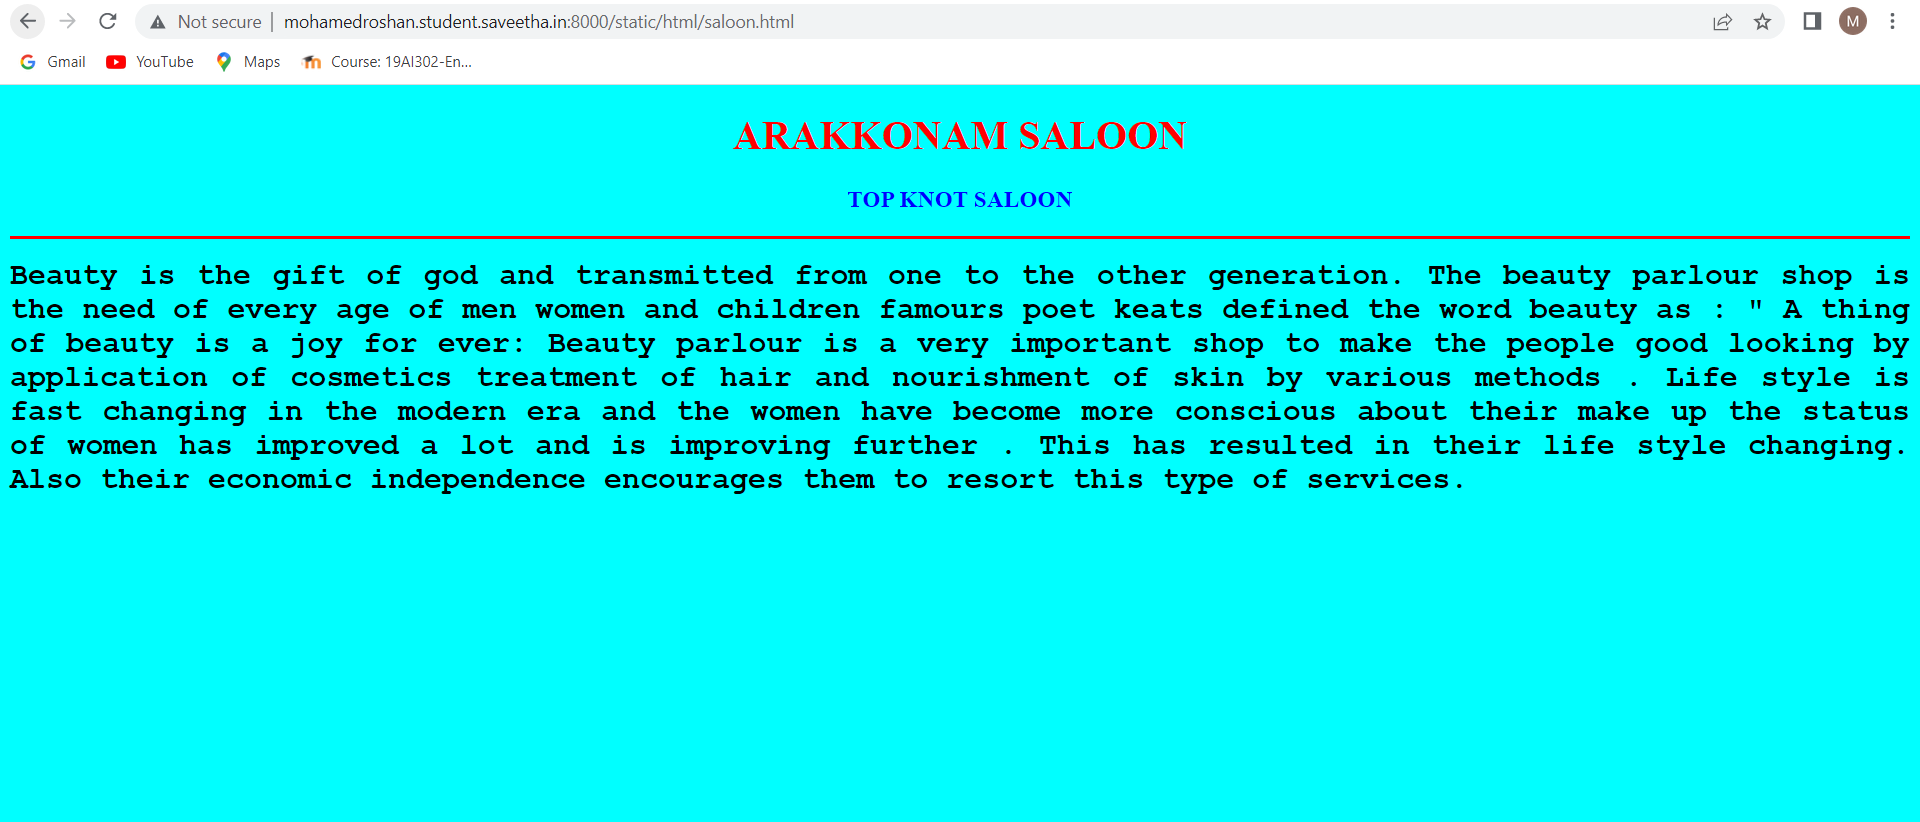 Not secure | mohamedroshan.student.saveetha.in:8000/static/html/saloon.html
M
Gmail YouTube Maps Course: 19AI302-En...
ARAKKONAM SALOON
TOP KNOT SALOON
Beauty is the gift of god and transmitted from one to the other generation. The beauty parlour shop is
the need of every age of men women and children famours poet keats defined the word beauty as : " A thing
of beauty is a joy for ever: Beauty parlour is a very important shop to make the people good looking by
application of cosmetics treatment of hair and nourishment of skin by various methods . Life style is
fast changing in the modern era and the women have become more conscious about their make up the status
of women has improved a lot and is improving further . This has resulted in their life style changing.
Also their economic independence encourages them to resort this type of services.